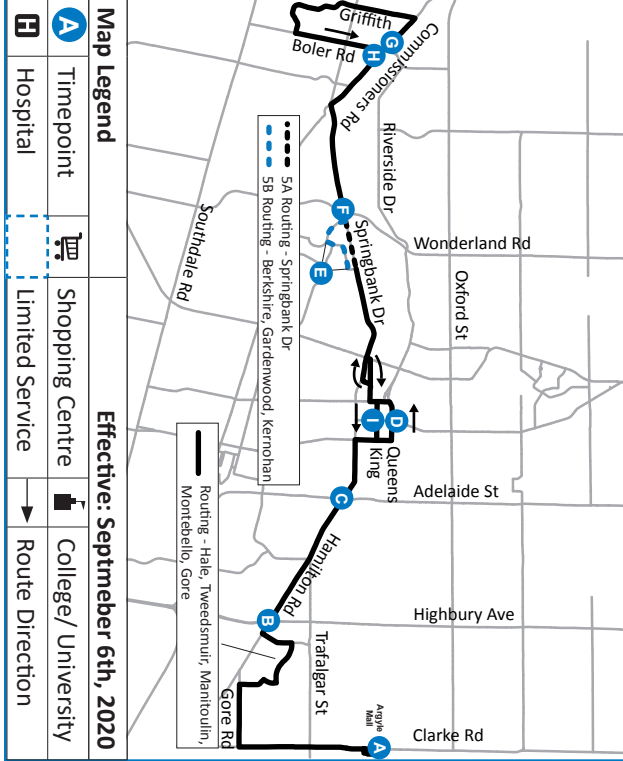 Griffith
Boler Rd
G
H
Commissioners Rd
Riverside Dr
Wonderland Rd
Oxford St
F
Springbank Dr
E
Southdale Rd
5A Routing - Springbank Dr
5B Routing - Berkshire, Gardenwood, Kernohan
I
D
Queens
King
Adelaide St
C
Hamilton Rd
Highbury Ave
B
Trafalgar St
Gore Rd
Argyle
Mall
A
Clarke Rd
Routing - Hale, Tweedsmuir, Manitoulin,
Montebello, Gore
Map Legend
Effective: Septmeber 6th, 2020
A
Timepoint
Shopping Centre
College/ University
H
Hospital
Limited Service
Route Direction